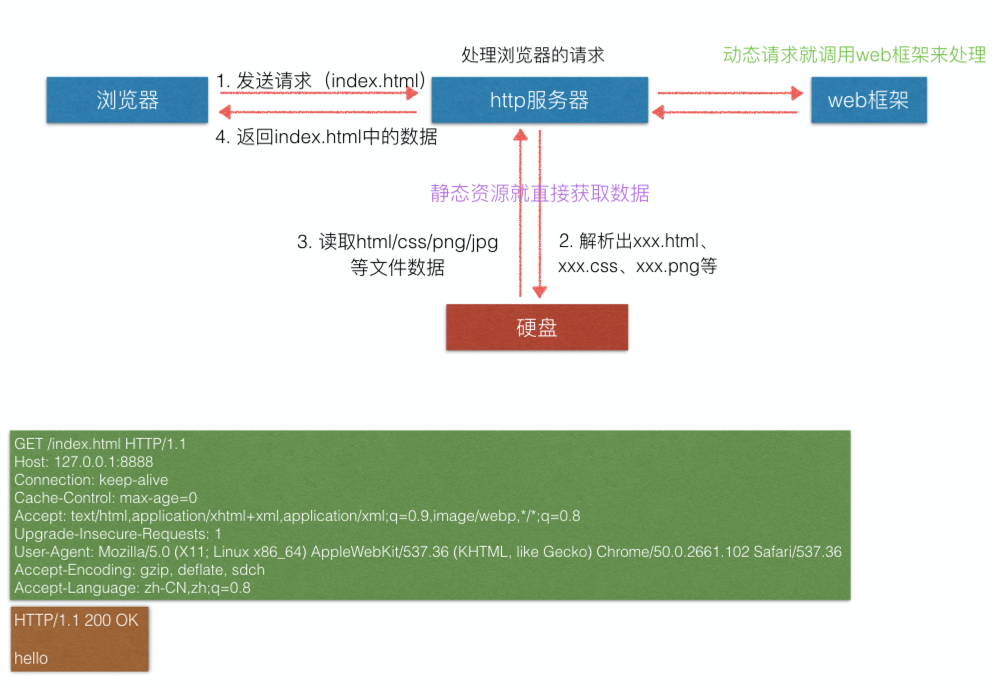 处理浏览器的请求
动态请求就调用web框架来处理
1. 发送请求（index.html）
浏览器
http服务器
web框架
4. 返回index.html中的数据
静态资源就直接获取数据
3. 读取html/css/png/jpg
等文件数据
2. 解析出xxx.html、
xxx.css、xxx.png等
硬盘
GET /index.html HTTP/1.1
Host: 127.0.0.1:8888
Connection: keep-alive
Cache-Control: max-age=0
Accept: text/html,application/xhtml+xml,application/xml;q=0.9,image/webp,*/*;q=0.8
Upgrade-Insecure-Requests: 1
User-Agent: Mozilla/5.0 (X11; Linux x86_64) AppleWebKit/537.36 (KHTML, like Gecko) Chrome/50.0.2661.102 Safari/537.36
Accept-Encoding: gzip, deflate, sdch
Accept-Language: zh-CN,zh;q=0.8
HTTP/1.1 200 OK
hello